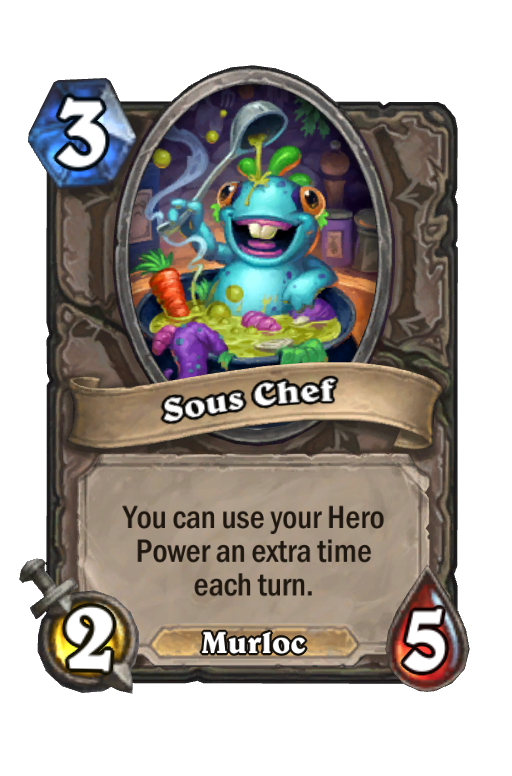 3
Sous Chef
You can use your Hero
Power an extra time
each turn.
2
Murloc
5